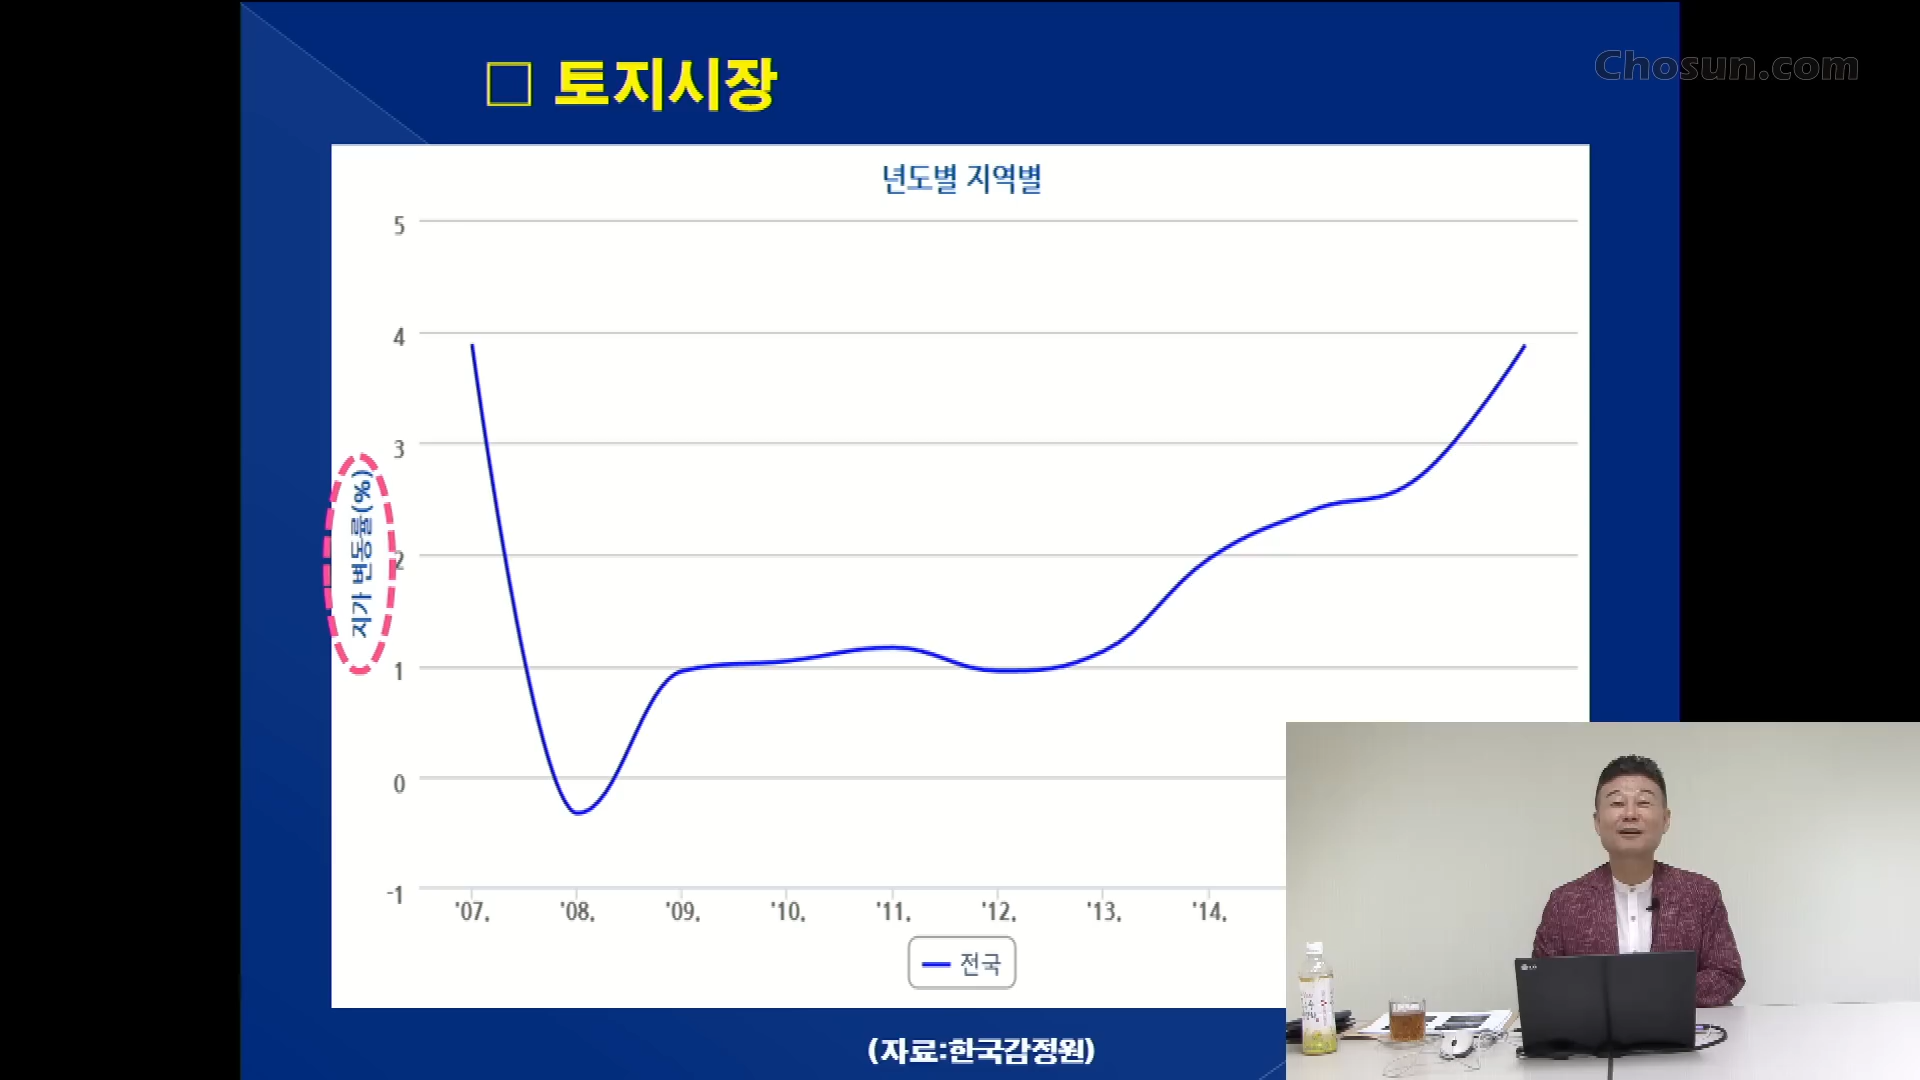 □ 토지시장
Chosun.com
년도별 지역별
5
4
3
2
1
0
-1
지가 변동률(%)
'07. '08. '09. '10. '11. '12. '13. '14.
전국
(자료:한국감정원)